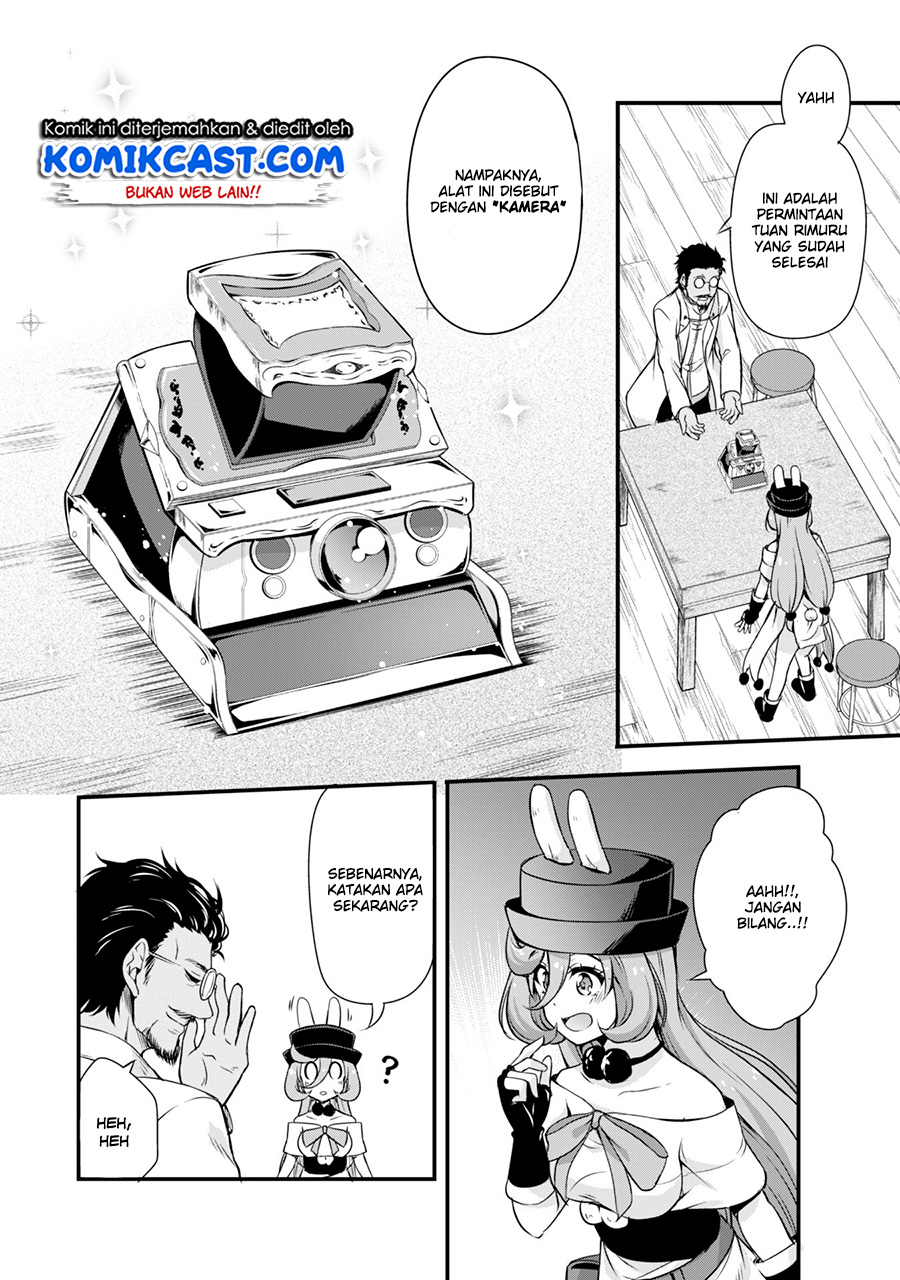 YAHH
INI ADALAH
PERMINTAAN
TUAN RIMURU
YANG SUDAH
SELESAI
NAMPAKNYA,
ALAT INI DISEBUT
DENGAN "KAMERA"
Komik ini diterjemahkan & diedit oleh
KOMIKCAST.COM
BUKAN WEB LAIN!!
AAHH!!,
JANGAN
BILANG..!!
SEBENARNYA,
KATAKAN APA
SEKARANG?
?
HEH,
HEH